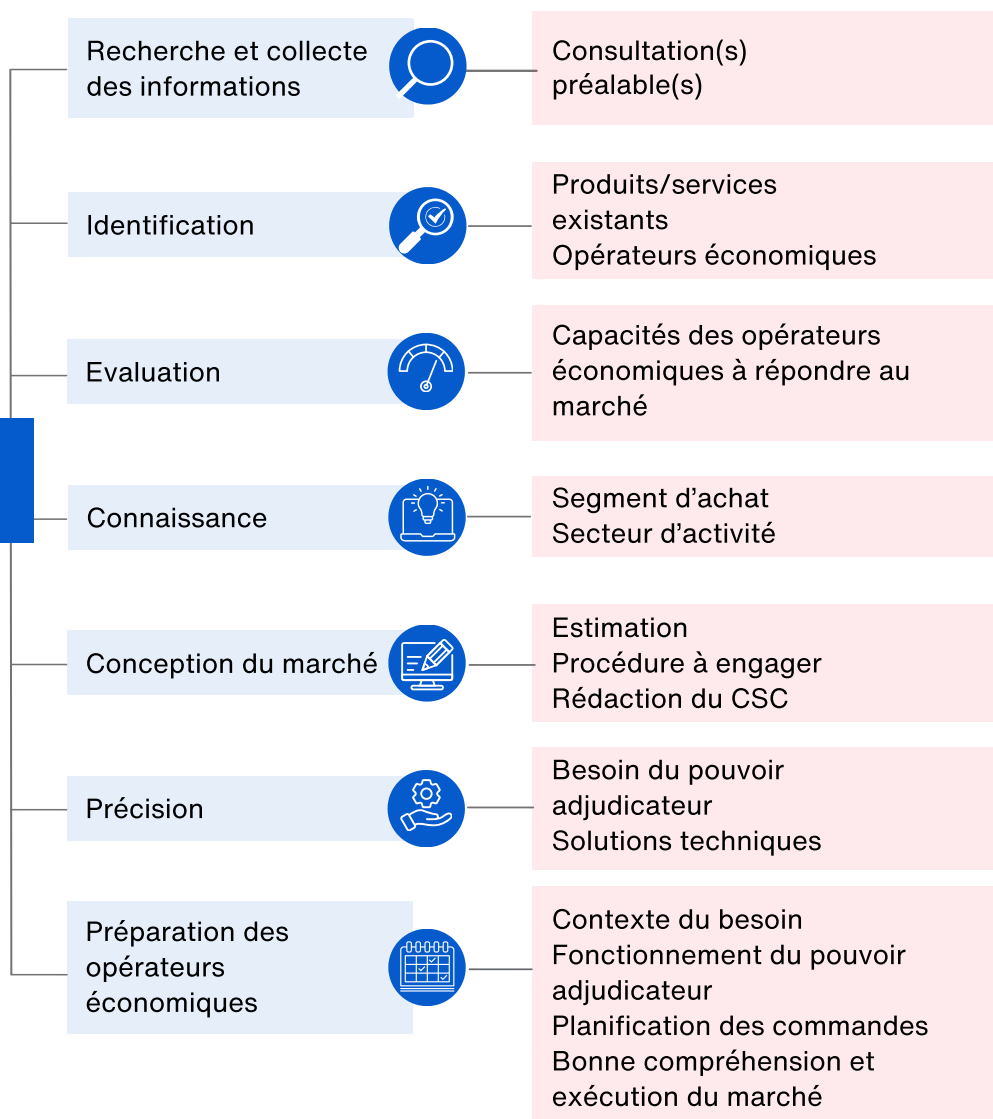 Recherche et collecte
des informations
Consultation(s)
préalable(s)
Identification
Produits/services
existants
Opérateurs économiques
Evaluation
Capacités des opérateurs
économiques à répondre au
marché
Connaissance
Segment d’achat
Secteur d’activité
Conception du marché
Estimation
Procédure à engager
Rédaction du CSC
Précision
Besoin du pouvoir
adjudicateur
Solutions techniques
Préparation des
opérateurs
économiques
Contexte du besoin
Fonctionnement du pouvoir
adjudicateur
Planification des commandes
Bonne compréhension et
exécution du marché